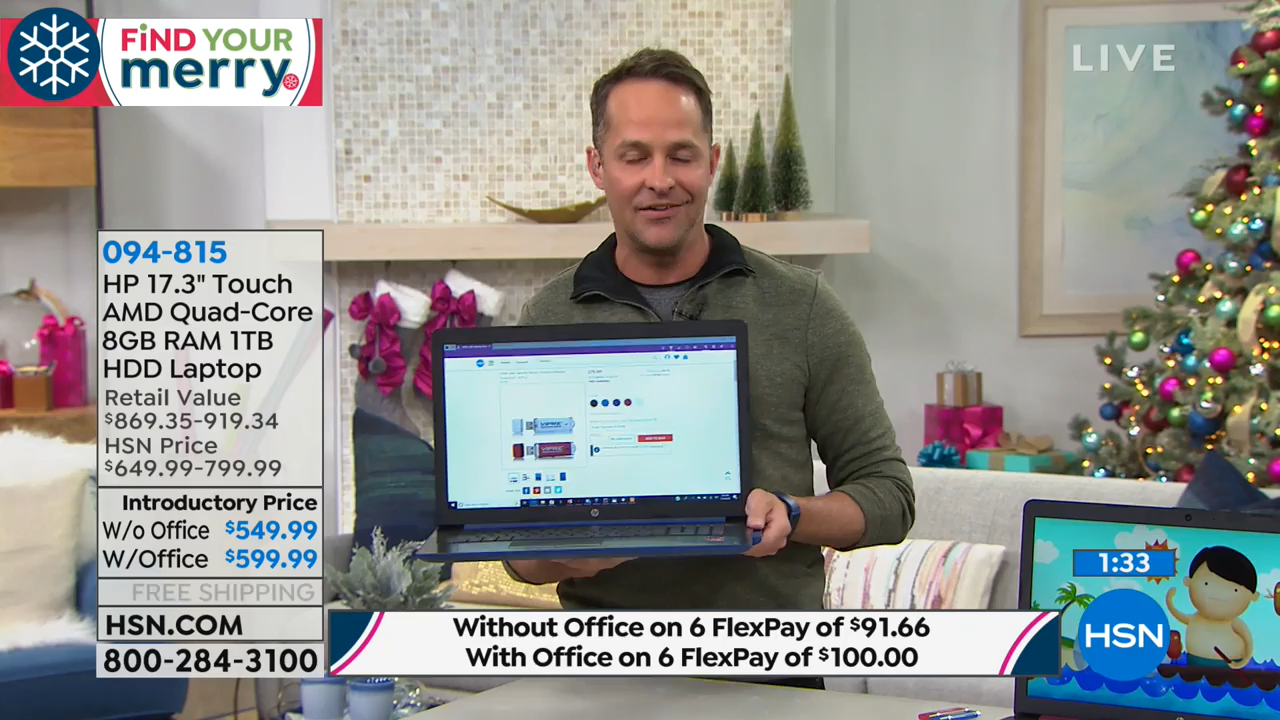 FiND YOUR
merry
LIVE
094-815
HP 17.3" Touch
AMD Quad-Core
8GB RAM 1TB
HDD Laptop
Retail Value
$869.35-919.34
HSN Price
$649.99-799.99
Introductory Price
W/o Office $549.99
W/Office $599.99
FREE SHIPPING
HSN.COM
800-284-3100
hp
1:33
HSN
Without Office on 6 FlexPay of $91.66
With Office on 6 FlexPay of $100.00